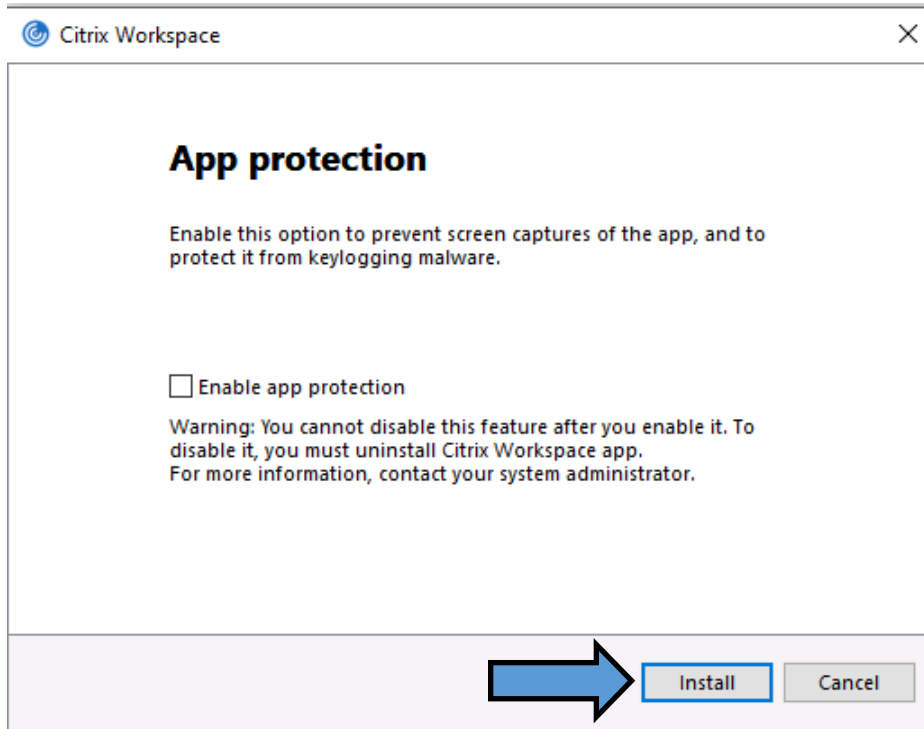 Citrix Workspace
App protection
Enable this option to prevent screen captures of the app, and to
protect it from keylogging malware.
Enable app protection
Warning: You cannot disable this feature after you enable it. To
disable it, you must uninstall Citrix Workspace app.
For more information, contact your system administrator.
Install Cancel